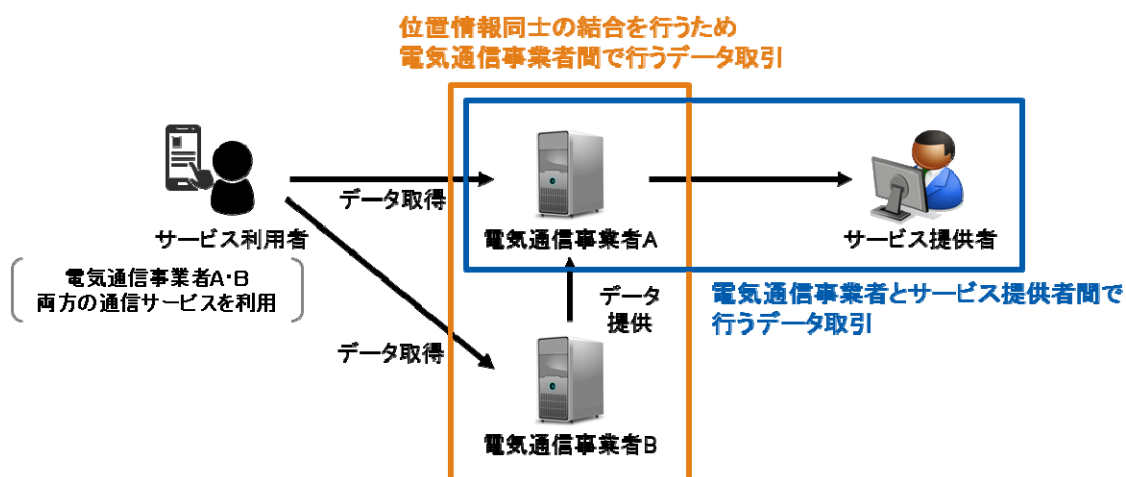 位置情報同士の結合を行うため
電気通信事業者間で行うデータ取引
データ取得
サービス利用者
電気通信事業者A
サービス提供者
電気通信事業者A・B
両方の通信サービスを利用
データ
提供
電気通信事業者とサービス提供者間で
行うデータ取引
データ取得
電気通信事業者B